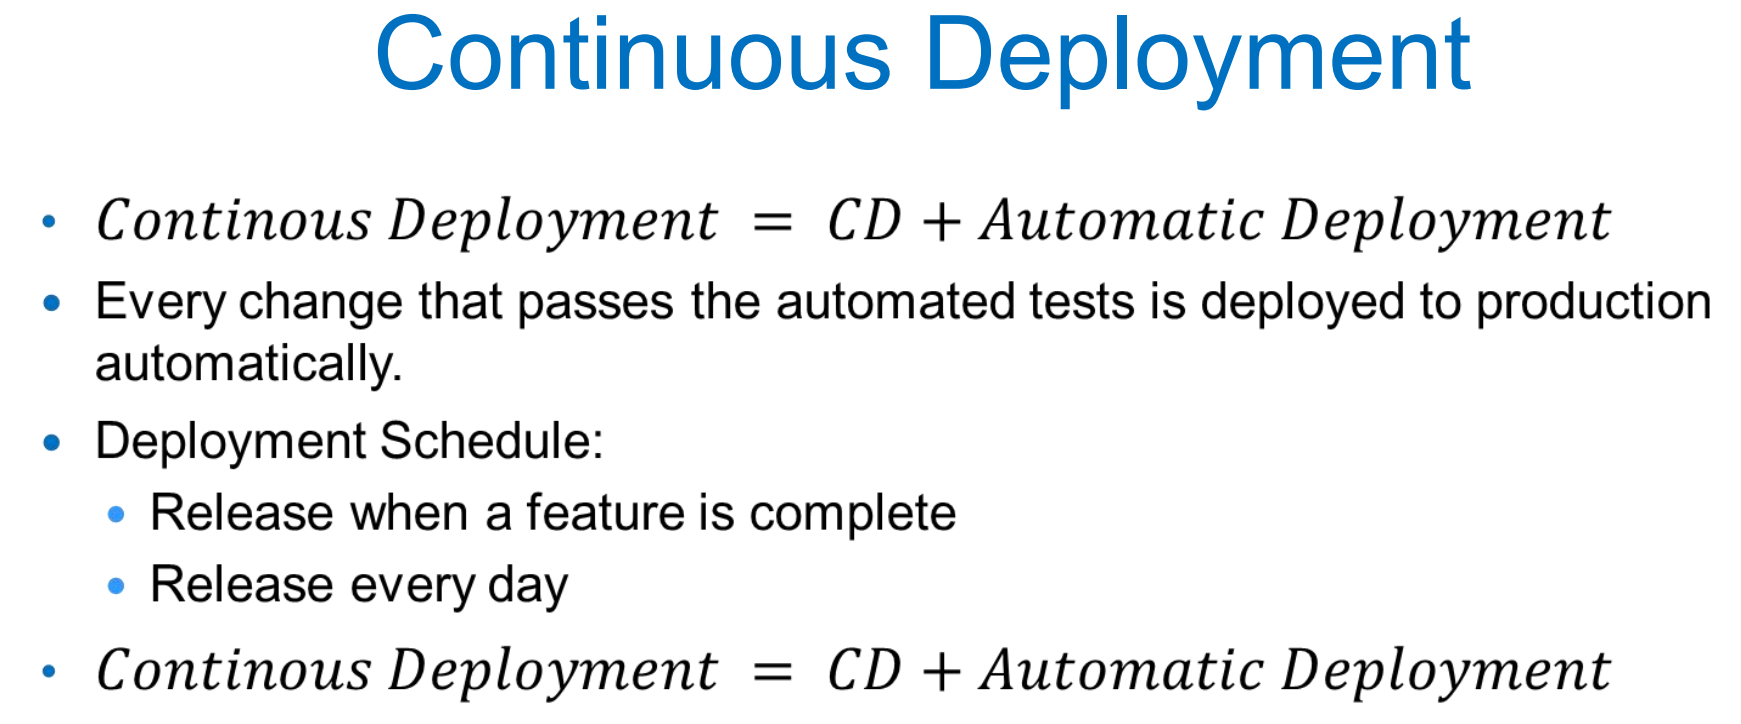 Continuous Deployment
• Continous Deployment = CD + Automatic Deployment
• Every change that passes the automated tests is deployed to production
automatically.
• Deployment Schedule:
• Release when a feature is complete
• Release every day
• Continous Deployment = CD + Automatic Deployment